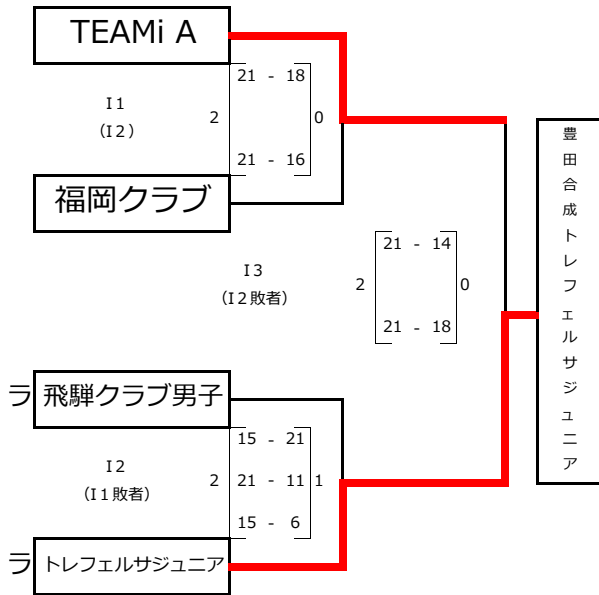 TEAMi A
21 - 18
I1
(I2)
2
0
21 - 16
福岡クラブ
21 - 14
I3
(I2敗者)
2
0
21 - 18
ラ 飛騨クラブ男子
15 - 21
I2
(I1敗者)
2
21 - 11
1
15 - 6
ラ トレフェルサジュニア
豊田合成トレフェルサジュニア